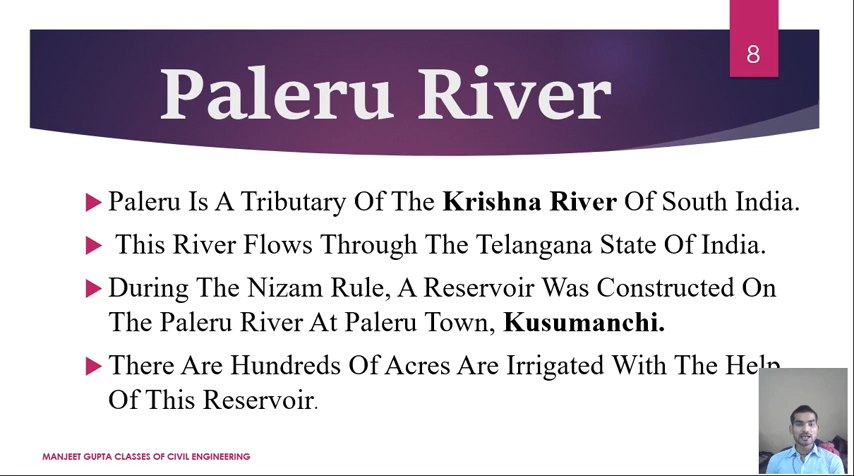 8
Paleru River
Paleru Is A Tributary Of The Krishna River Of South India.
This River Flows Through The Telangana State Of India.
During The Nizam Rule, A Reservoir Was Constructed On
The Paleru River At Paleru Town, Kusumanchi.
There Are Hundreds Of Acres Are Irrigated With The Help
Of This Reservoir.
MANJEET GUPTA CLASSES OF CIVIL ENGINEERING